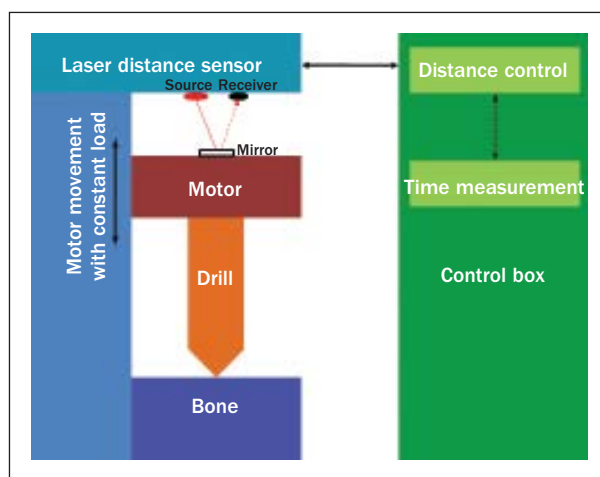 Laser distance sensor
Source Receiver
Mirror
Motor
Motor movement
with constant load
Drill
Bone
Distance control
Time measurement
Control box